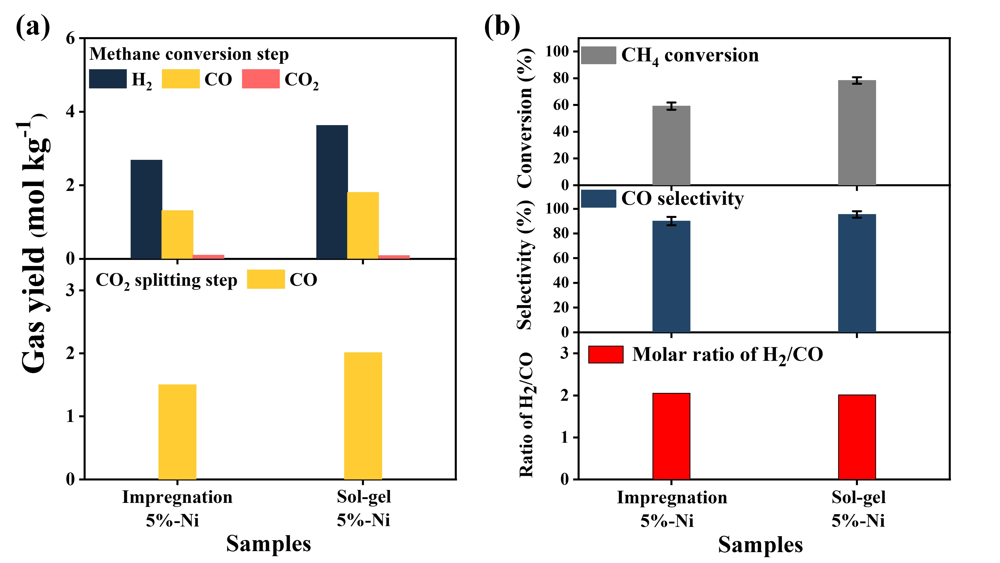 (a)
Gas yield (mol kg⁻¹)
6
4
2
0
Methane conversion step
H₂ CO CO₂
3
2
1
0
CO₂ splitting step CO
Impregnation
5%-Ni
Sol-gel
5%-Ni
Samples
(b)
Conversion (%)
100
80
60
40
20
0
CH₄ conversion
Selectivity (%)
100
80
60
40
20
0
CO selectivity
Ratio of H₂/CO
3
2
1
0
Molar ratio of H₂/CO
Impregnation
5%-Ni
Sol-gel
5%-Ni
Samples